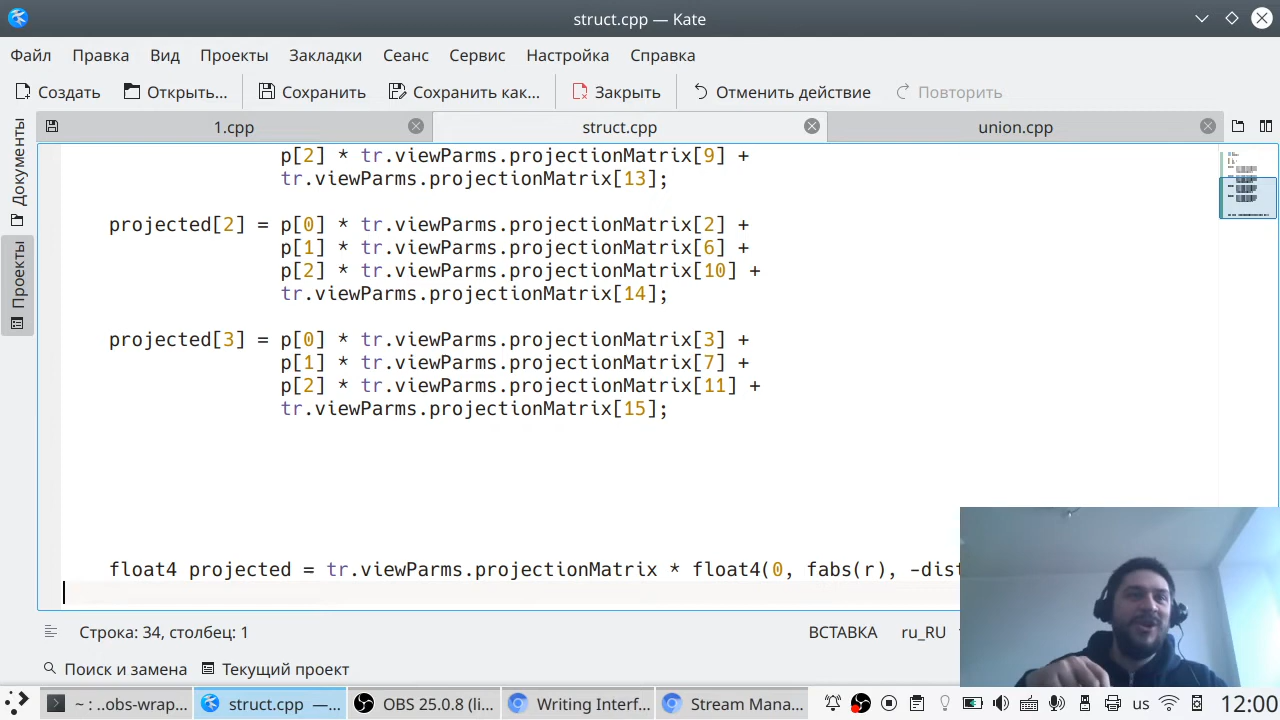 struct.cpp — Kate
Файл Правка Вид Проекты Закладки Сеанс Сервис Настройка Справка
Создать Открыть... Сохранить Сохранить как... Закрыть Отменить действие Повторить
1.cpp struct.cpp union.cpp
Документы
Проекты
p[2] * tr.viewParms.projectionMatrix[9] +
tr.viewParms.projectionMatrix[13];
projected[2] = p[0] * tr.viewParms.projectionMatrix[2] +
p[1] * tr.viewParms.projectionMatrix[6] +
p[2] * tr.viewParms.projectionMatrix[10] +
tr.viewParms.projectionMatrix[14];
projected[3] = p[0] * tr.viewParms.projectionMatrix[3] +
p[1] * tr.viewParms.projectionMatrix[7] +
p[2] * tr.viewParms.projectionMatrix[11] +
tr.viewParms.projectionMatrix[15];
float4 projected = tr.viewParms.projectionMatrix * float4(0, fabs(r), -dist
Строка: 34, столбец: 1 ВСТАВКА ru_RU
Поиск и замена Текущий проект
~ : ..obs-wrap... struct.cpp —... OBS 25.0.8 (li... Writing Interf... Stream Mana... us 12:00